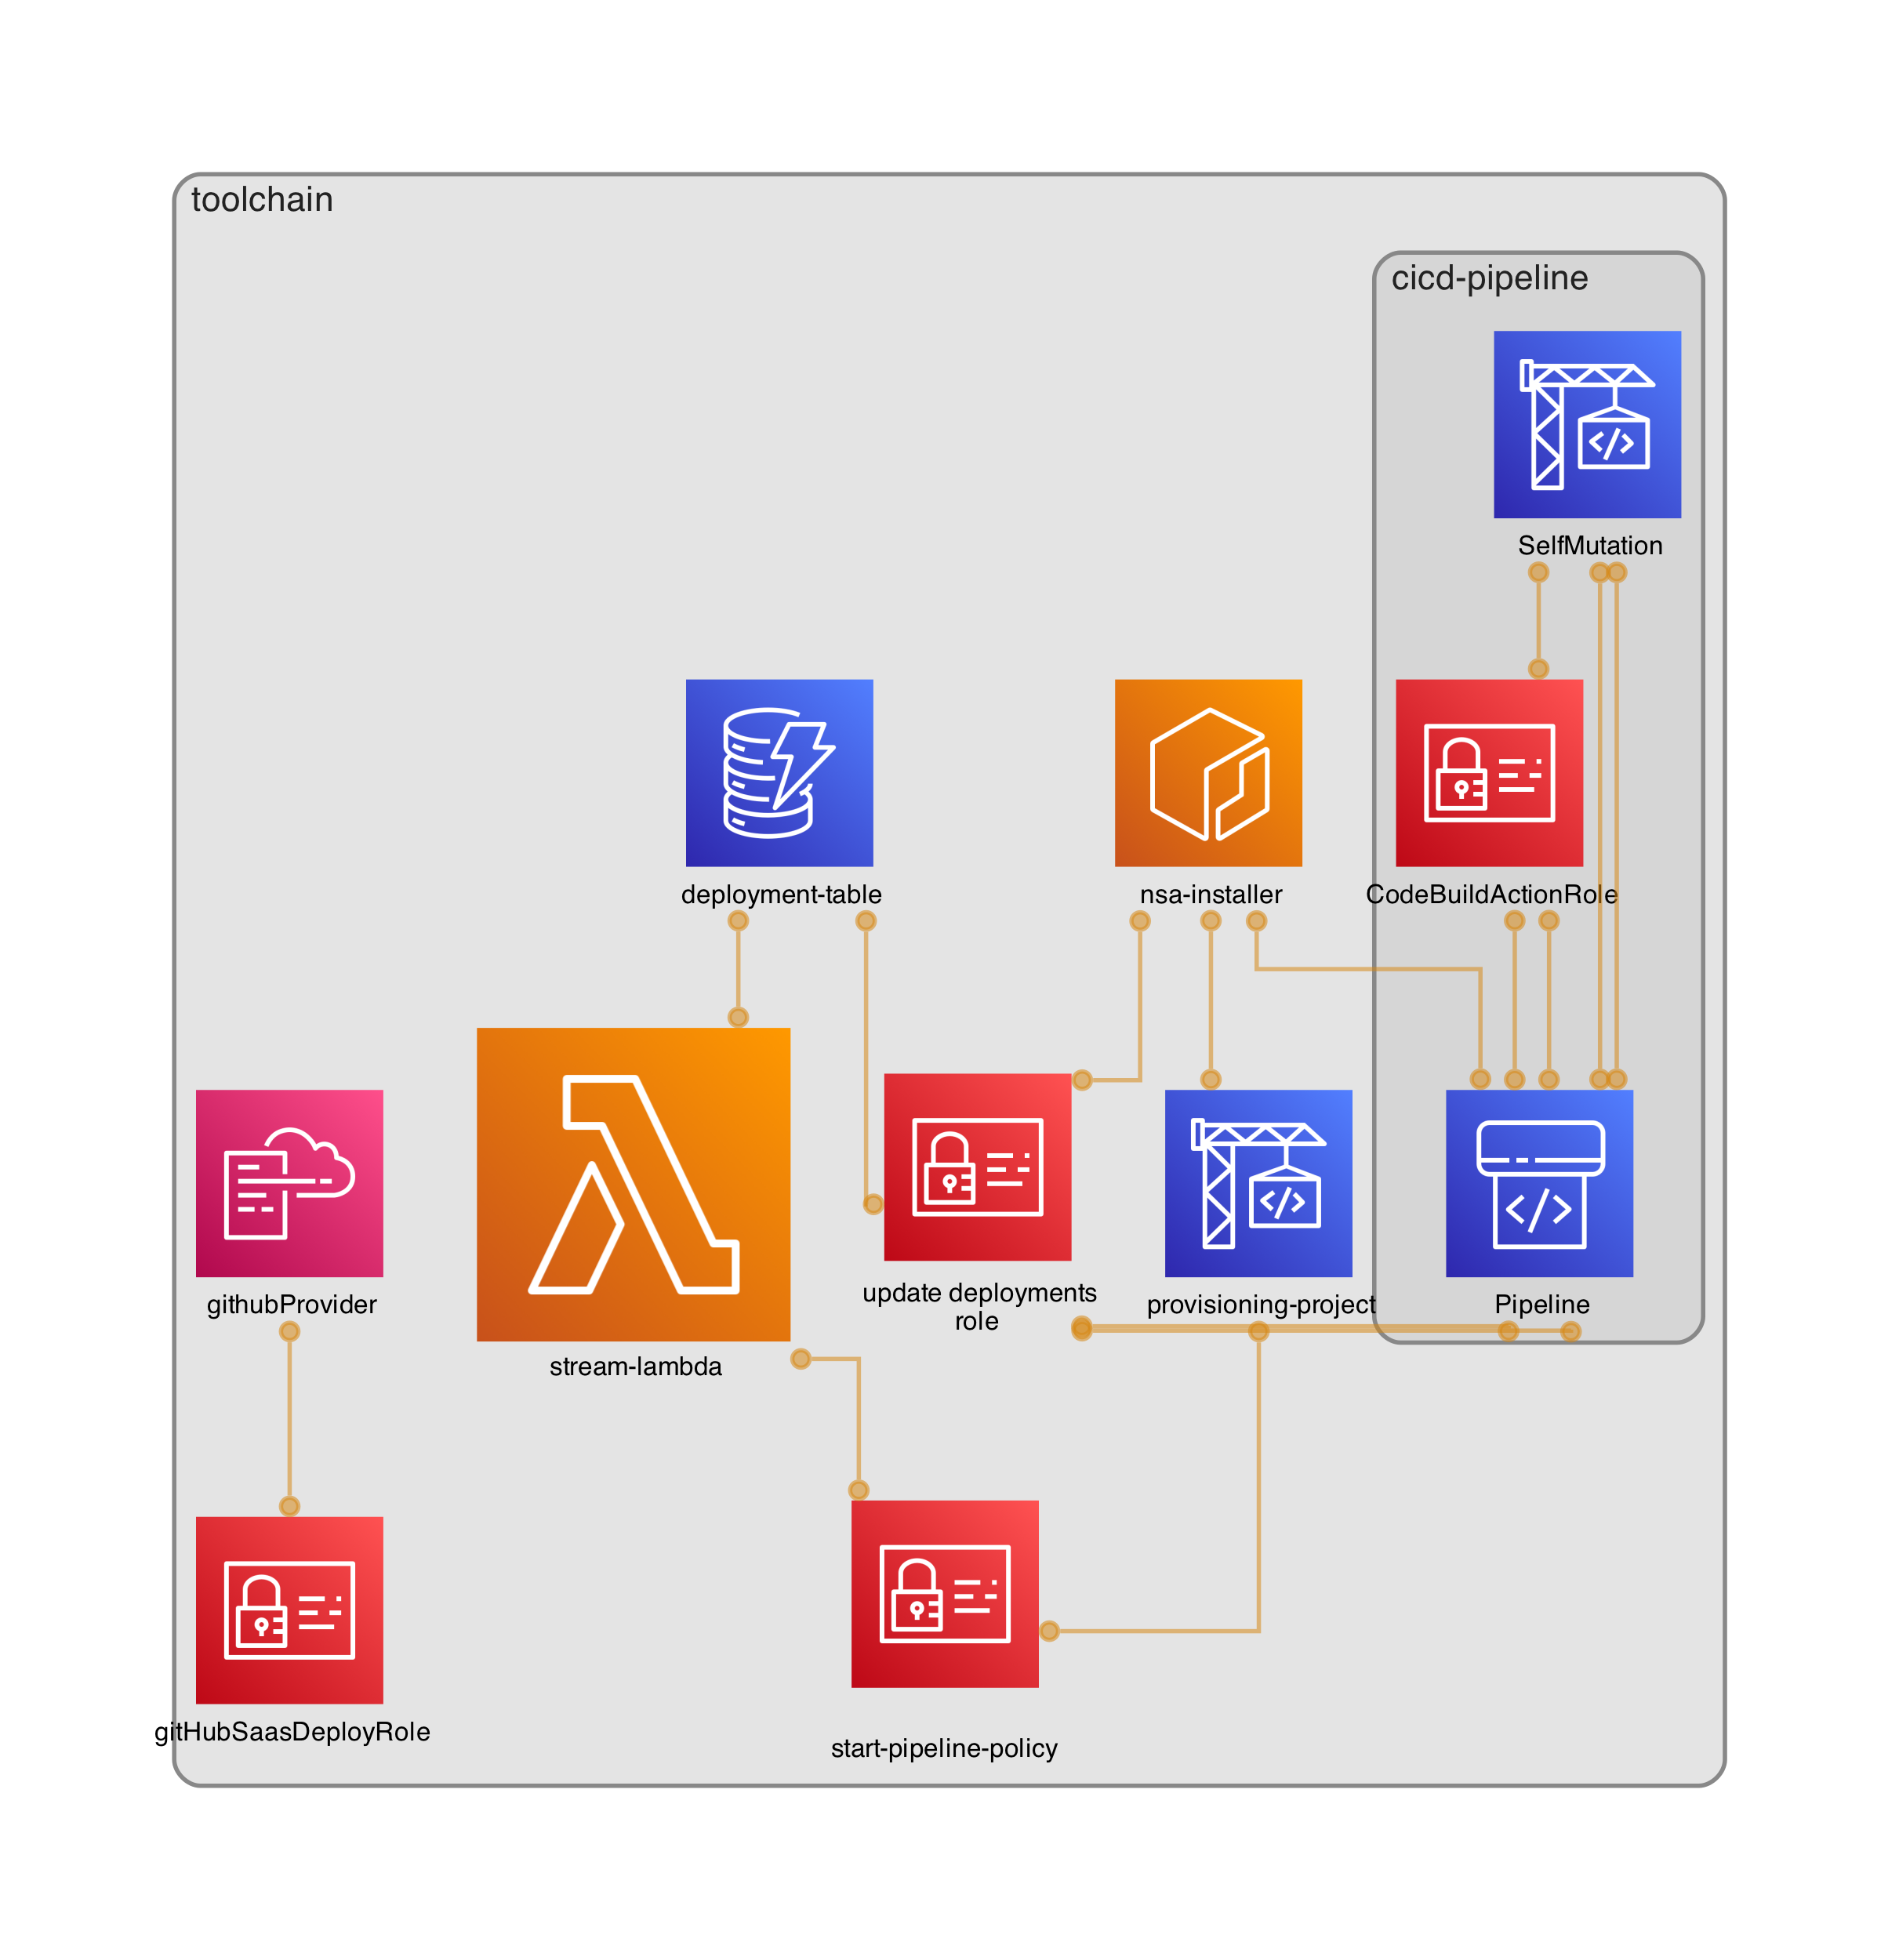 toolchain
cicd-pipeline
SelfMutation
deployment-table
nsa-installer
CodeBuildActionRole
githubProvider
stream-lambda
update deployments
role
provisioning-project
Pipeline
gitHubSaasDeployRole
start-pipeline-policy